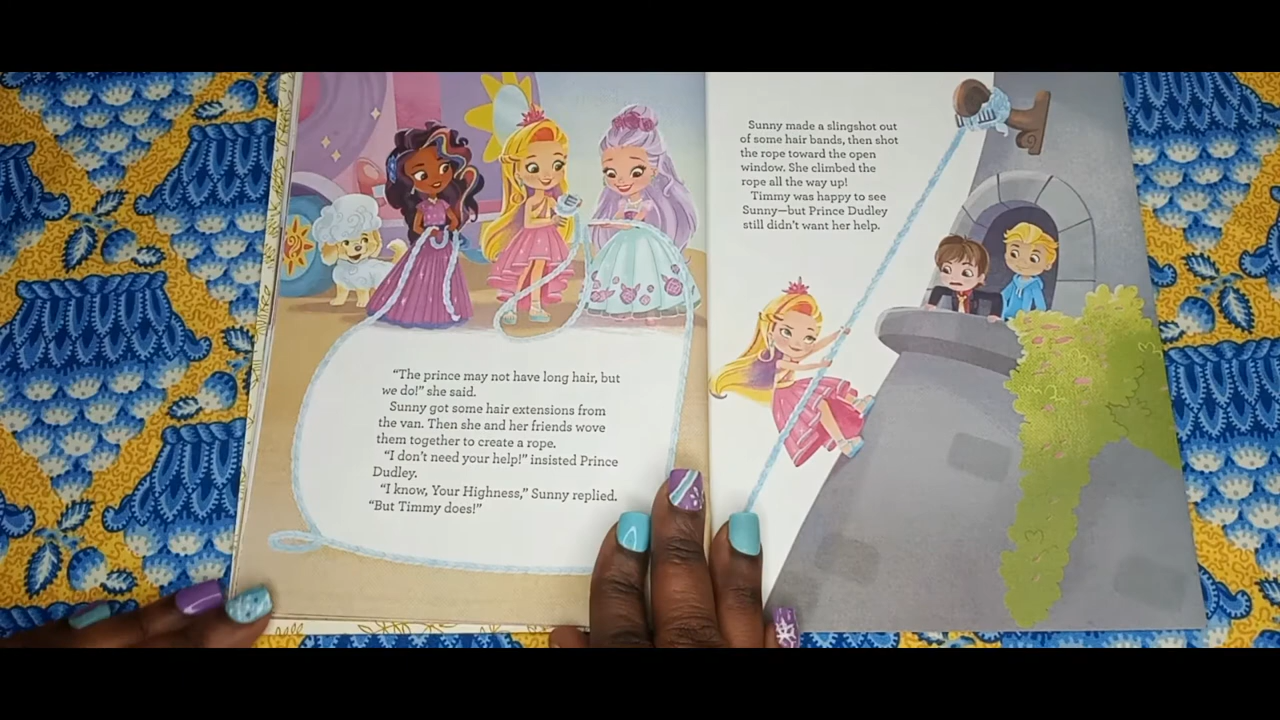 “The prince may not have long hair, but
we do!” she said.
Sunny got some hair extensions from
the van. Then she and her friends wove
them together to create a rope.
“I don’t need your help!” insisted Prince
Dudley.
“I know, Your Highness,” Sunny replied.
“But Timmy does!”
Sunny made a slingshot out
of some hair bands, then shot
the rope toward the open
window. She climbed the
rope all the way up!
Timmy was happy to see
Sunny—but Prince Dudley
still didn’t want her help.